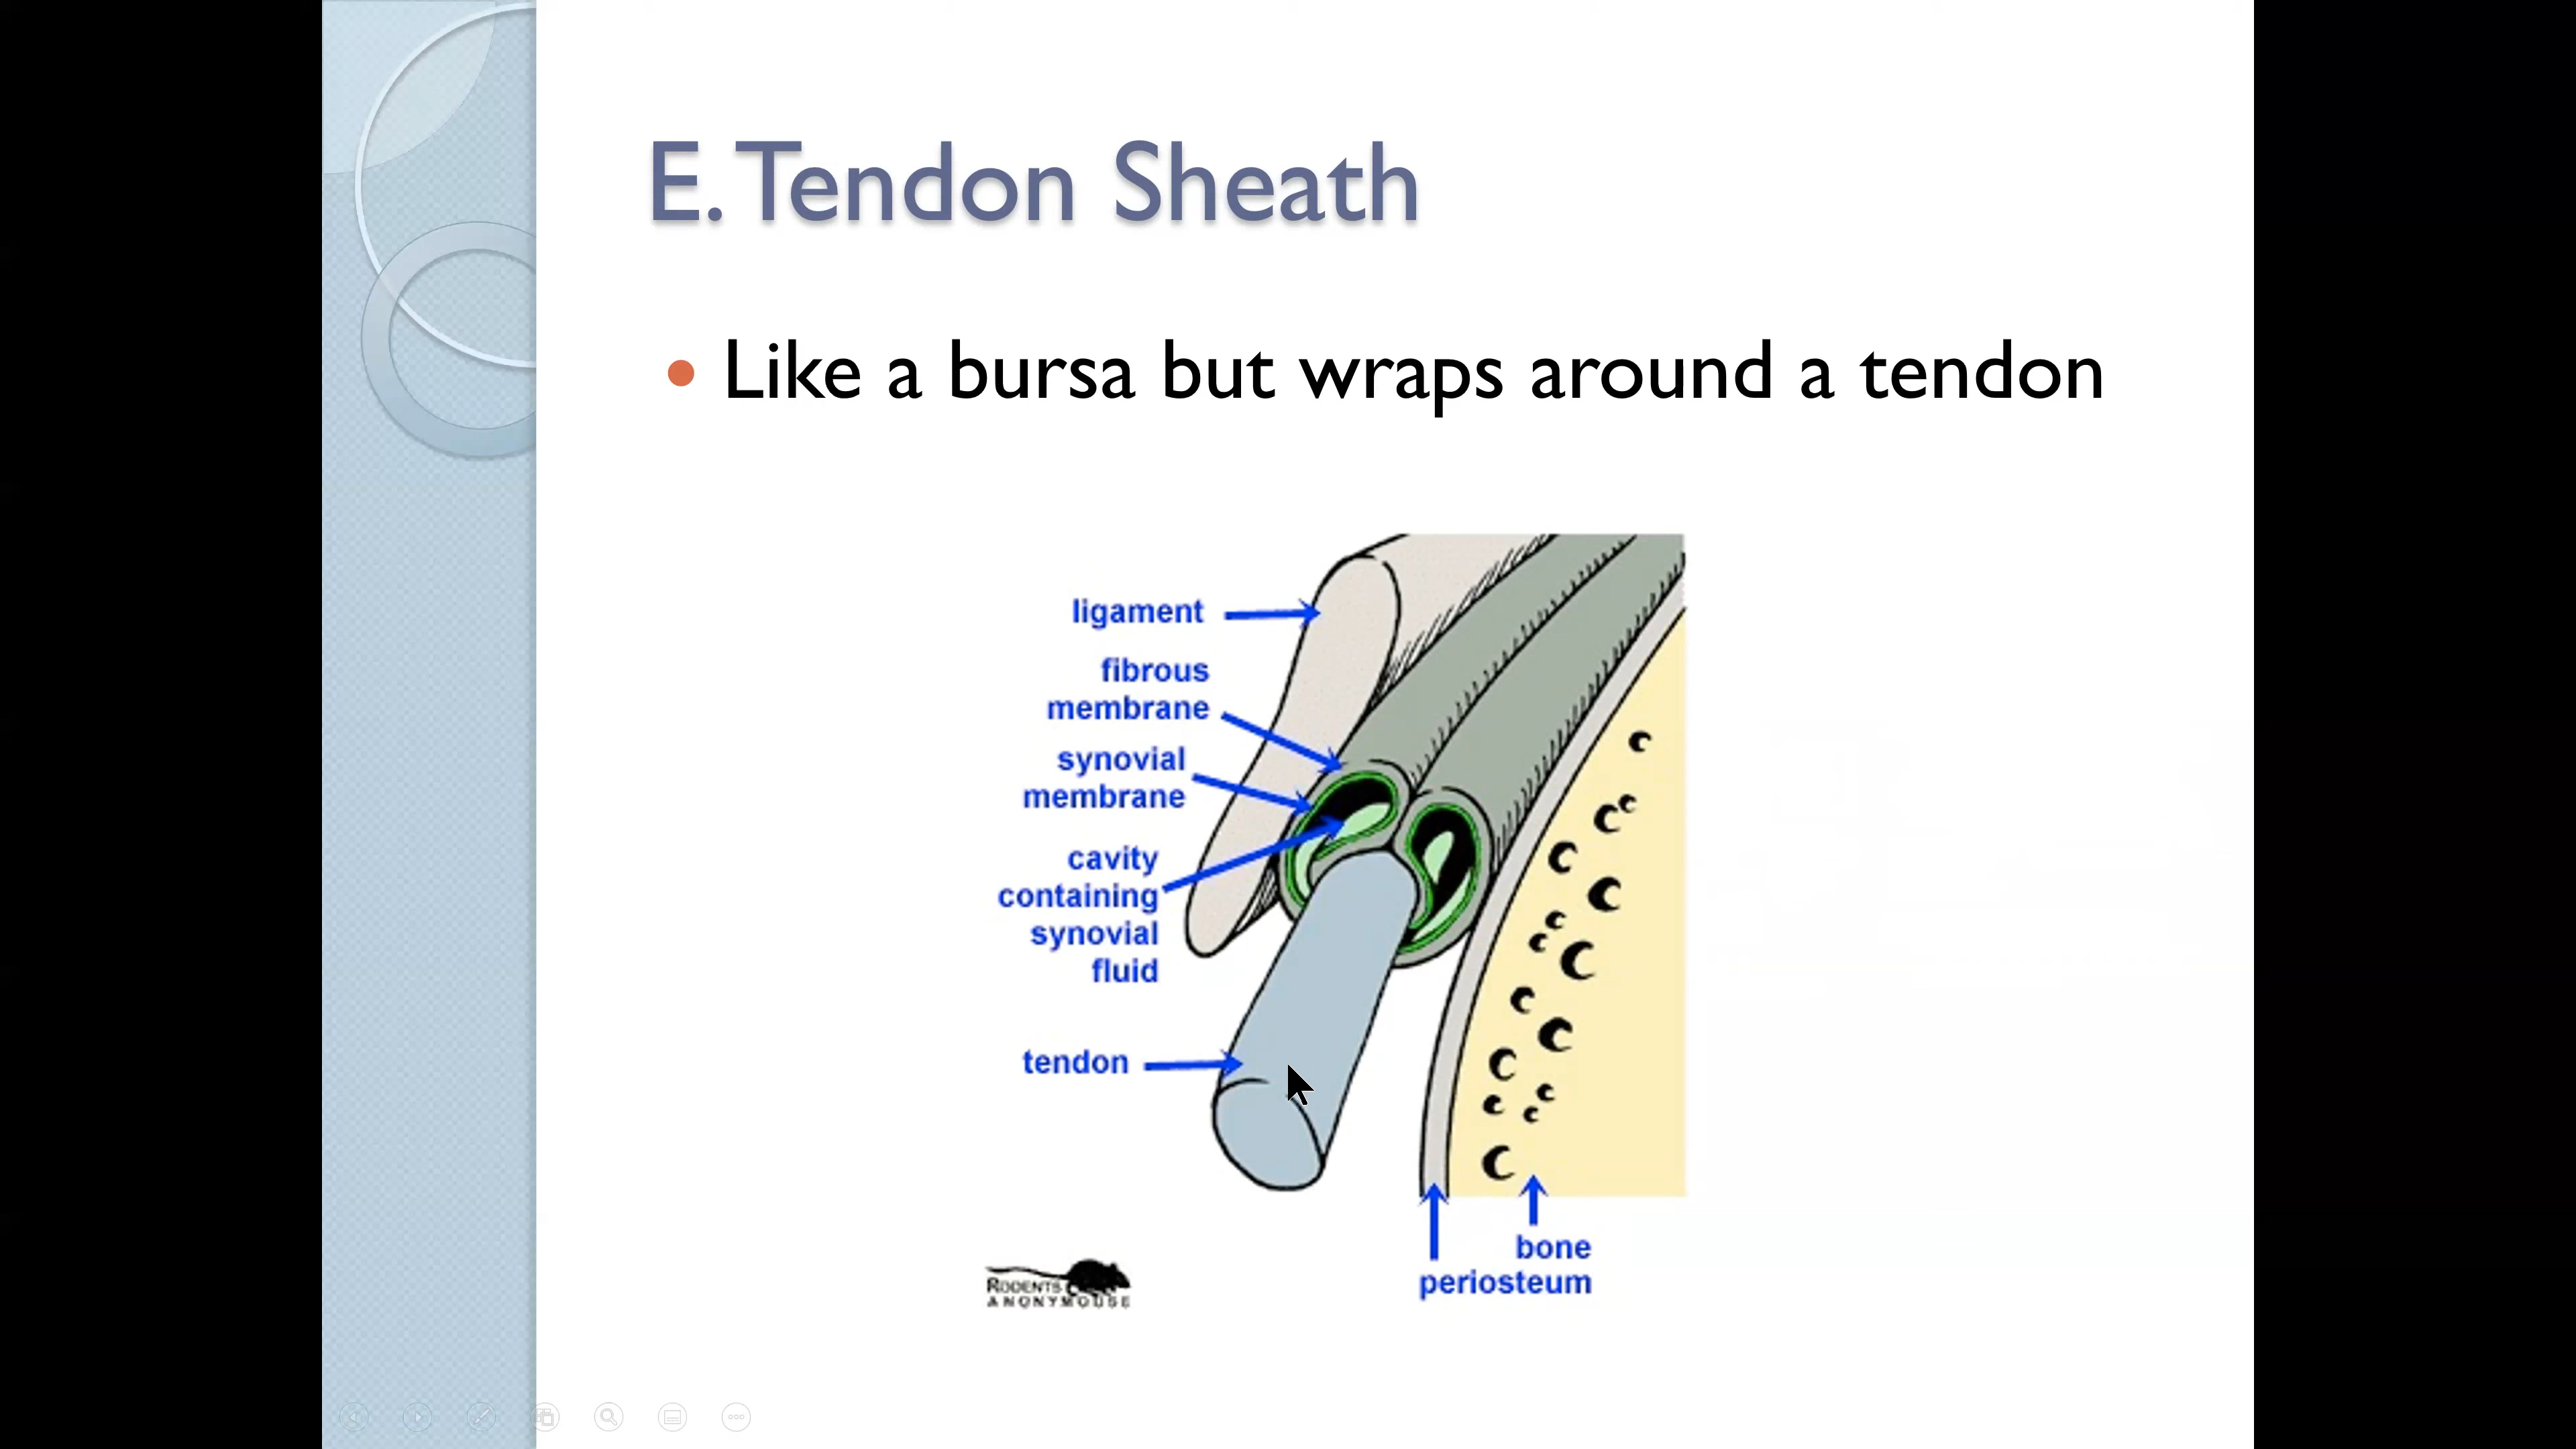 E. Tendon Sheath
Like a bursa but wraps around a tendon
ligament
fibrous
membrane
synovial
membrane
cavity
containing
synovial
fluid
tendon
bone
periosteum
RODENTS
ANONYMOUSE